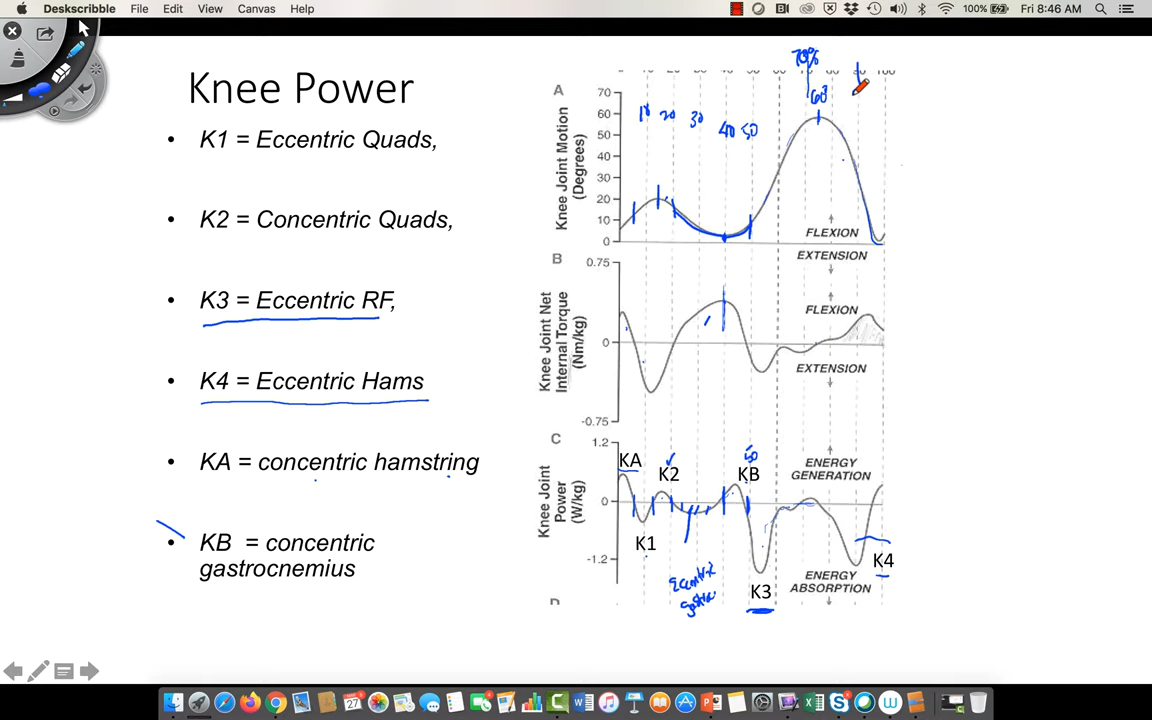 Deskscribble File Edit View Canvas Help
100% Fri 8:46 AM
Knee Power
• K1 = Eccentric Quads,
• K2 = Concentric Quads,
• K3 = Eccentric RF,
• K4 = Eccentric Hams
• KA = concentric hamstring
• KB = concentric
gastrocnemius
70%
A
Knee Joint Motion
(Degrees)
70
60
50
40
30
20
10
0
20 30 40 50
60
FLEXION
EXTENSION
B
Knee Joint Net
Internal Torque
(Nm/kg)
0.75
0
-0.75
FLEXION
EXTENSION
C
Knee Joint
Power
(W/kg)
1.2
0
-1.2
50
KA
K2
KB
K1
K3
K4
ENERGY
GENERATION
ENERGY
ABSORPTION
Eccentric
27